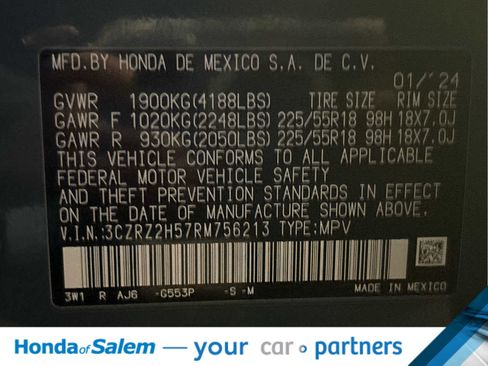 MFD.BY HONDA DE MEXICO S.A. DE C.V.
01/'24
GVWR 1900KG(4188LBS) TIRE SIZE RIM SIZE
GAWR F 1020KG(2248LBS) 225/55R18 98H 18X7.0J
GAWR R 930KG(2050LBS) 225/55R18 98H 18X7.0J
THIS VEHICLE CONFORMS TO ALL APPLICABLE
FEDERAL MOTOR VEHICLE SAFETY
AND THEFT PREVENTION STANDARDS IN EFFECT
ON THE DATE OF MANUFACTURE SHOWN ABOVE.
V.I.N.:3CZRZ2H57RM756213 TYPE:MPV
3W1 R AJ6 -G553P -S -M
MADE IN MEXICO
Honda of Salem — your car partners